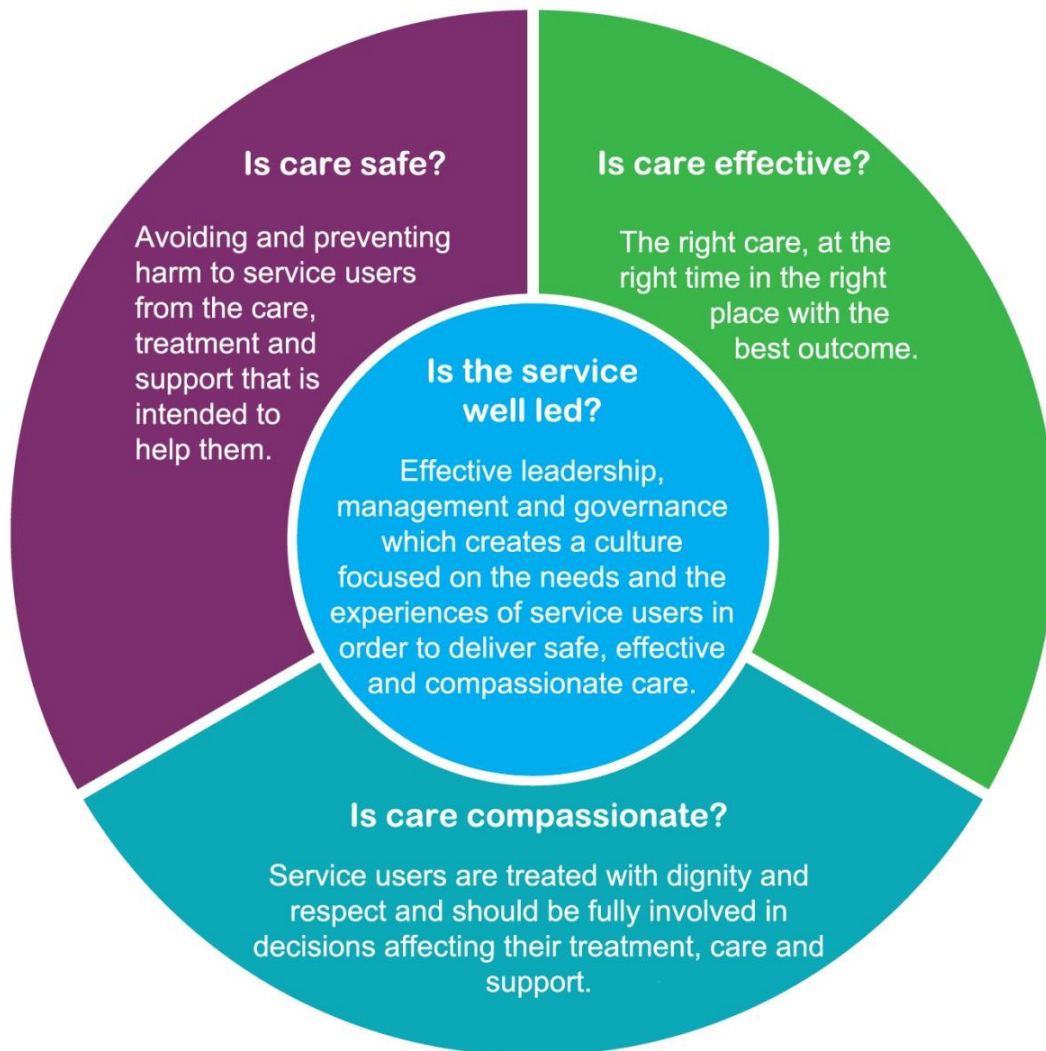 Is care safe?
Avoiding and preventing
harm to service users
from the care,
treatment and
support that is
intended to
help them.
Is care effective?
The right care, at the
right time in the right
place with the
best outcome.
Is the service
well led?
Effective leadership,
management and governance
which creates a culture
focused on the needs and the
experiences of service users in
order to deliver safe, effective
and compassionate care.
Is care compassionate?
Service users are treated with dignity and
respect and should be fully involved in
decisions affecting their treatment, care and
support.